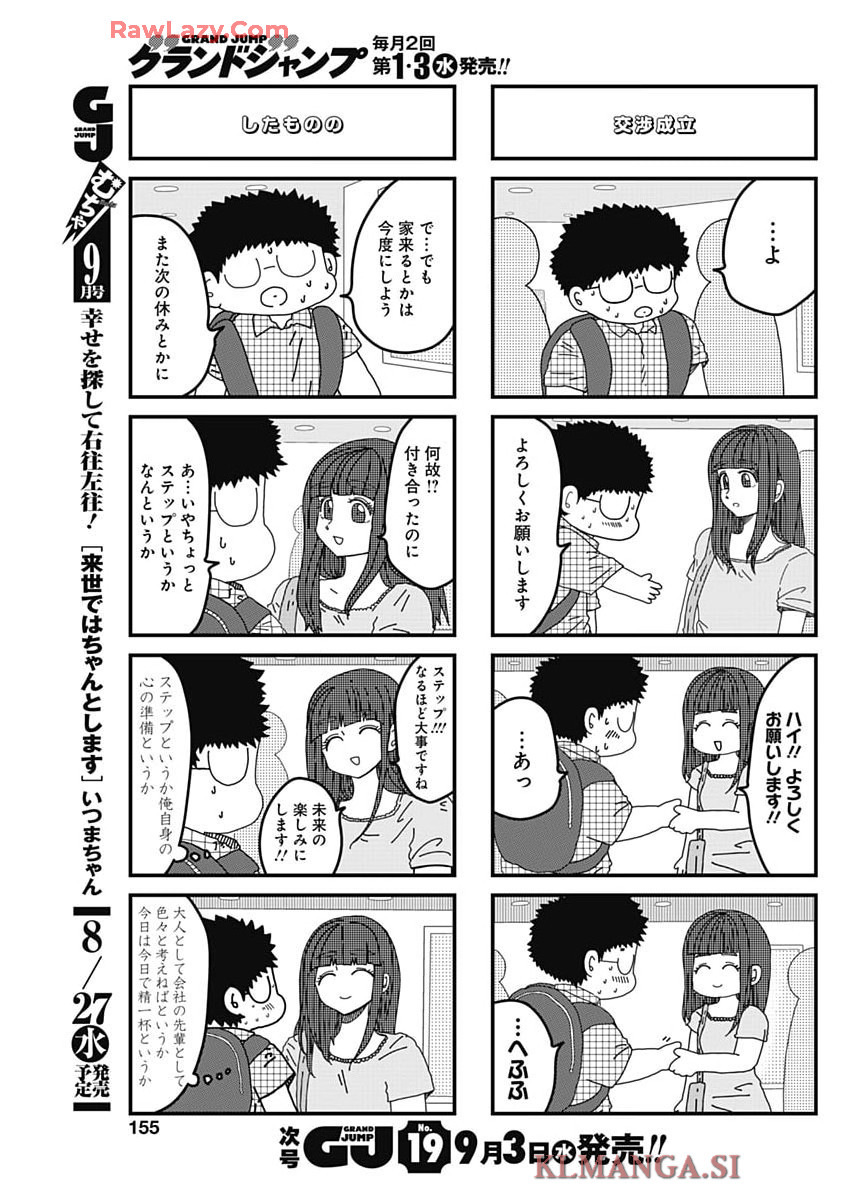 RawLazy.Com
GRAND JUMP
グランドジャンプ
毎月2回
第1・3水発売!!
交渉成立
…よ
よろしくお願いします
ハイ!! よろしく
お願いします!!
…あっ
…へふふ
したものの
で…でも
家来るとかは
今度にしよう
また次の休みとかに
何故!?
付き合ったのに
あ…いやちょっと
ステップというか
なんというか
ステップ!!!
なるほど大事ですね
未来の
楽しみに
します!!
ステップというか俺自身の
心の準備というか
大人として会社の先輩として
色々と考えねばというか
今日は今日で精一杯というか
GJ
GRAND JUMP
むちゃ
9月号
幸せを探して右往左往!
[来世ではちゃんとします]いつまちゃん
8/27水発売予定
155
次号
GJ
GRAND JUMP
No.19
9月3日水発売!!
KLMANGA.SI